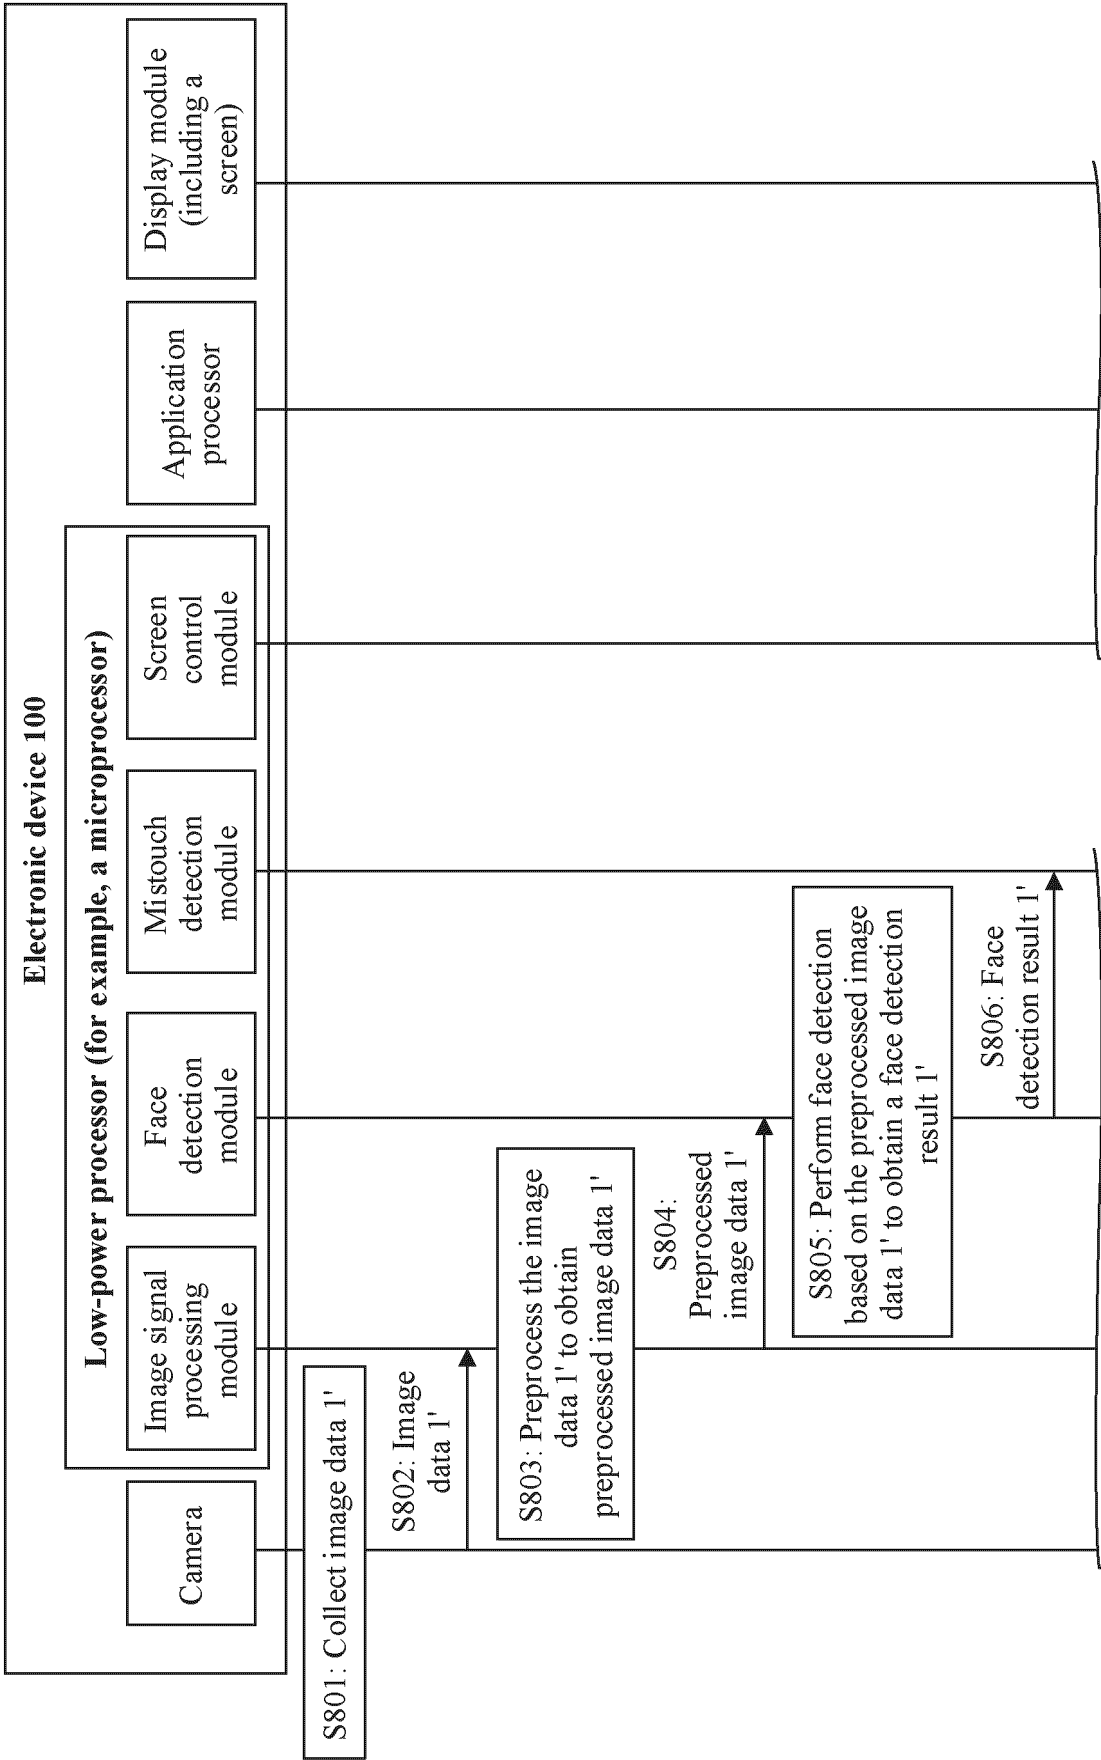 Electronic device 100
Low-power processor (for example, a microprocessor)
Camera
Image signal
processing
module
Face
detection
module
Mistouch
detection
module
Screen
control
module
Application
processor
Display module
(including a
screen)
S801: Collect image data 1'
S802: Image
data 1'
S803: Preprocess the image
data 1' to obtain
preprocessed image data 1'
S804:
Preprocessed
image data 1'
S805: Perform face detection
based on the preprocessed image
data 1' to obtain a face detection
result 1'
S806: Face
detection result 1'